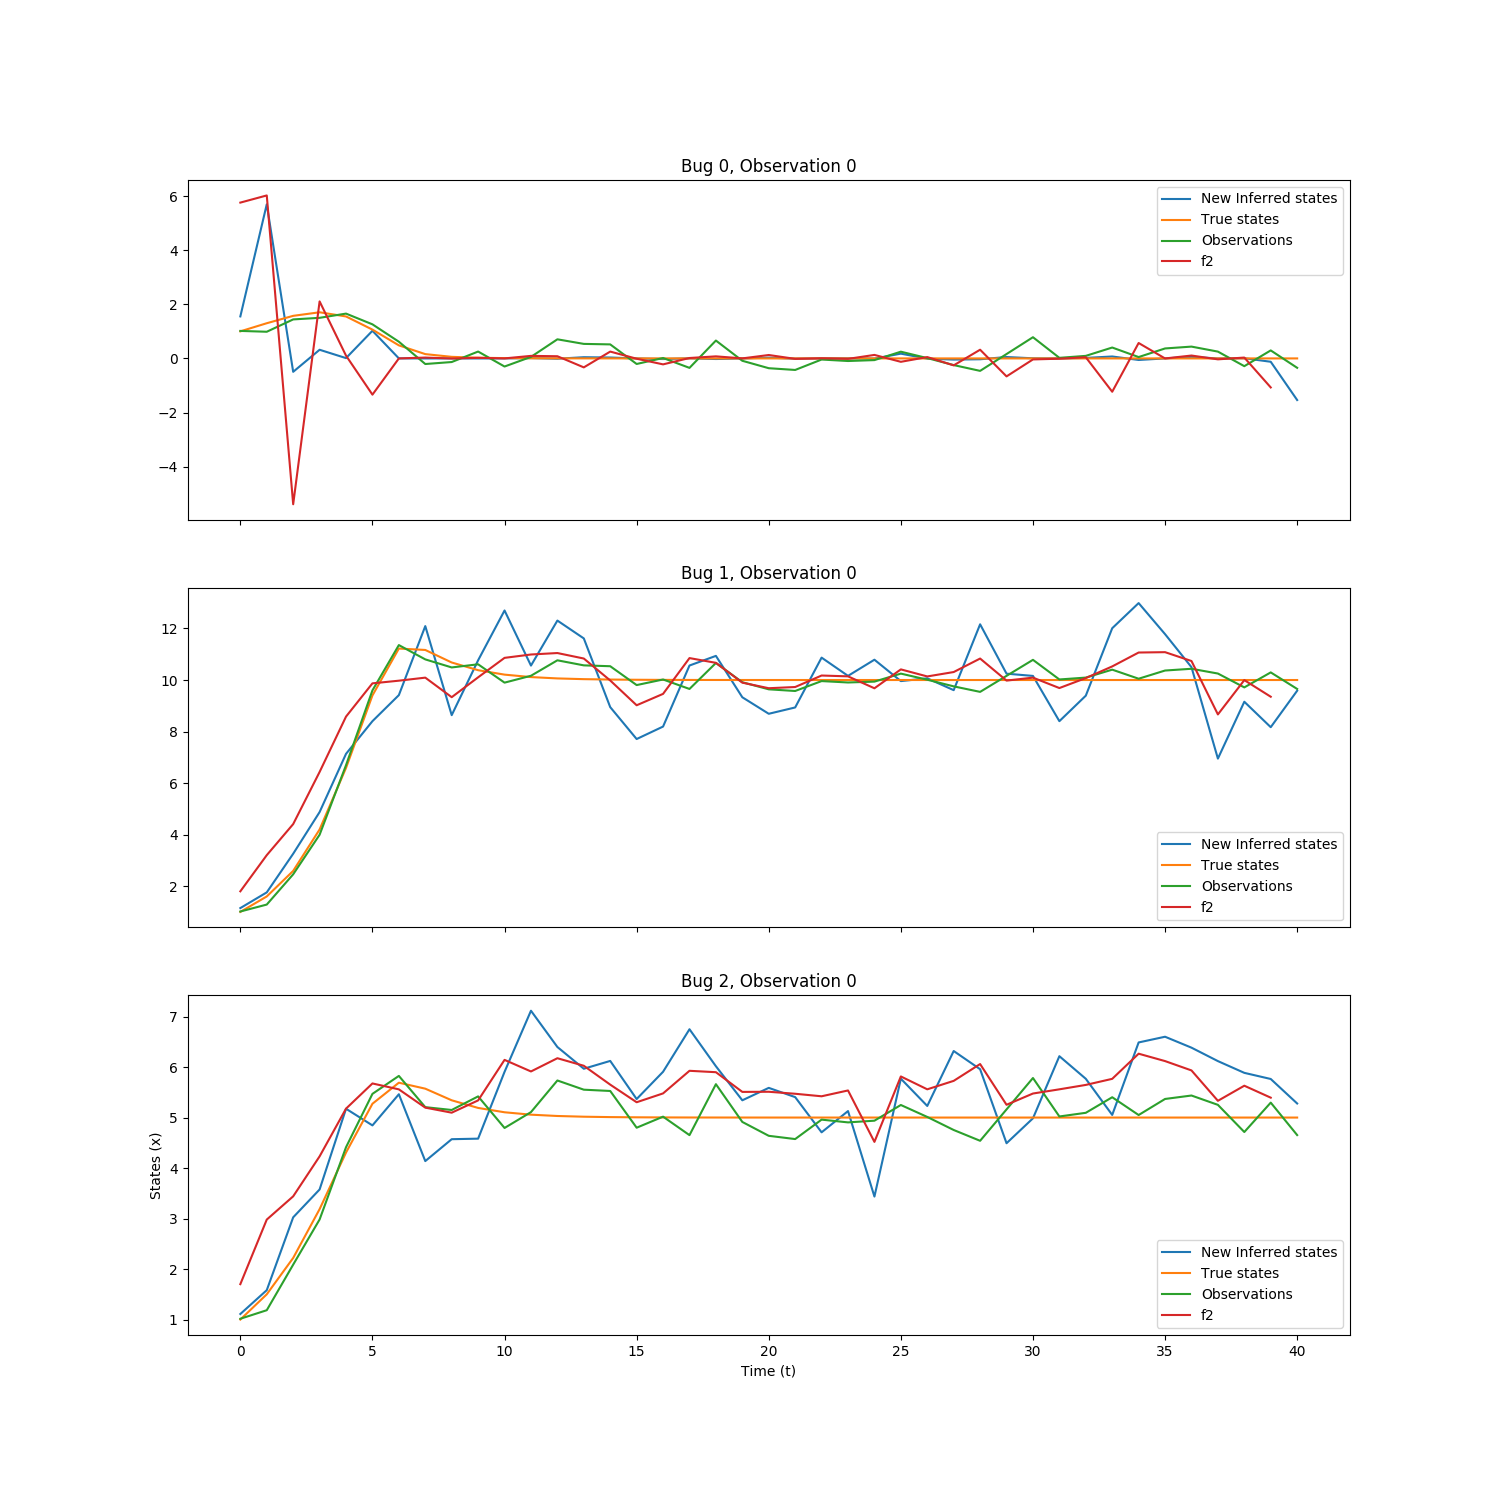 Bug 0, Observation 0
6
4
2
0
−2
−4
New Inferred states
True states
Observations
f2
Bug 1, Observation 0
12
10
8
6
4
2
New Inferred states
True states
Observations
f2
Bug 2, Observation 0
7
6
5
4
3
2
1
States (x)
New Inferred states
True states
Observations
f2
0 5 10 15 20 25 30 35 40
Time (t)